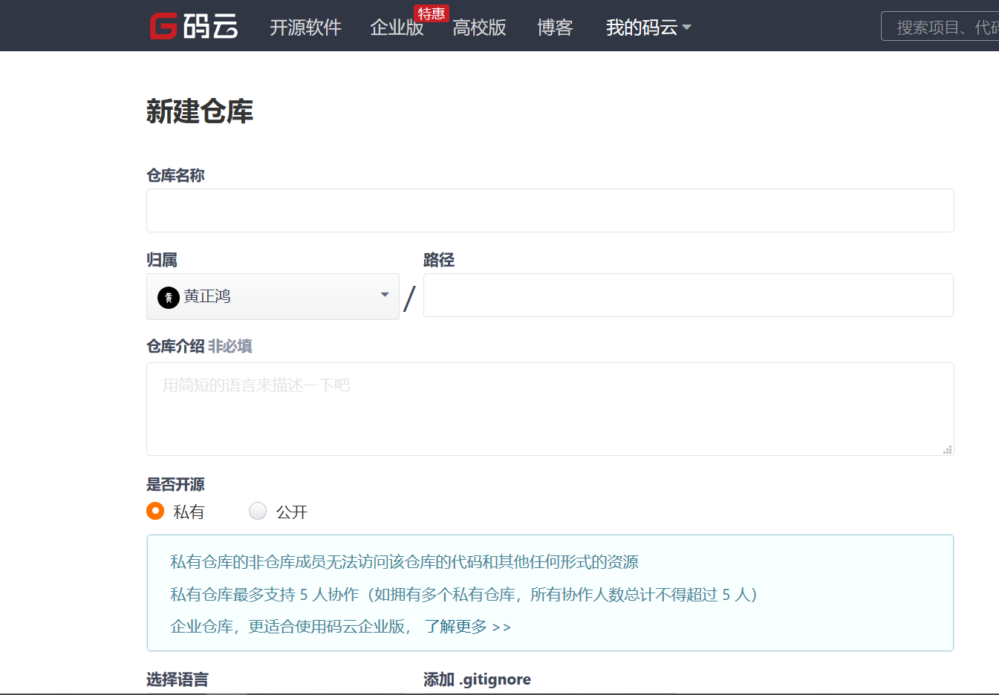 G码云 开源软件 企业版 特惠 高校版 博客 我的码云 搜索项目、代码
新建仓库
仓库名称
归属 路径
黄 黄正鸿 /
仓库介绍 非必填
用简短的语言来描述一下吧
是否开源
私有 公开
私有仓库的非仓库成员无法访问该仓库的代码和其他任何形式的资源
私有仓库最多支持 5 人协作（如拥有多个私有仓库，所有协作人数总计不得超过 5 人）
企业仓库，更适合使用码云企业版， 了解更多 >>
选择语言 添加 .gitignore